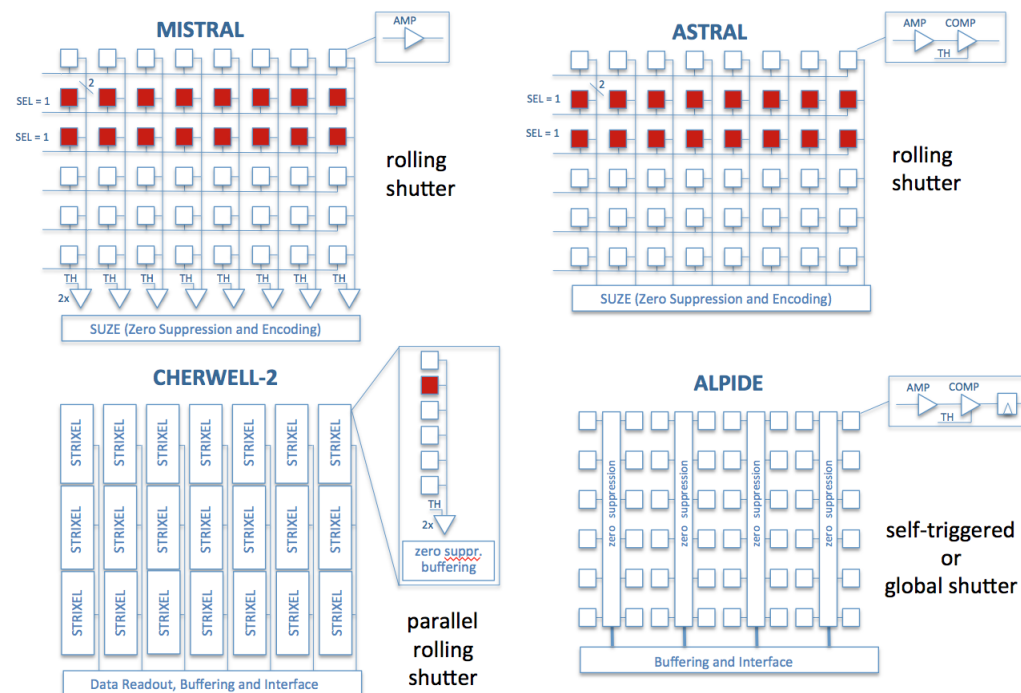 MISTRAL
AMP
2
SEL = 1
SEL = 1
rolling
shutter
TH TH TH TH TH TH TH TH
2x
SUZE (Zero Suppression and Encoding)
ASTRAL
AMP COMP
TH
2
SEL = 1
SEL = 1
rolling
shutter
SUZE (Zero Suppression and Encoding)
CHERWELL-2
STRIXEL STRIXEL STRIXEL STRIXEL STRIXEL STRIXEL STRIXEL
STRIXEL STRIXEL STRIXEL STRIXEL STRIXEL STRIXEL STRIXEL
STRIXEL STRIXEL STRIXEL STRIXEL STRIXEL STRIXEL STRIXEL
Data Readout, Buffering and Interface
TH
2x
zero suppr.
buffering
parallel
rolling
shutter
ALPIDE
AMP COMP
TH
zero suppression zero suppression zero suppression zero suppression
self-triggered
or
global shutter
Buffering and Interface